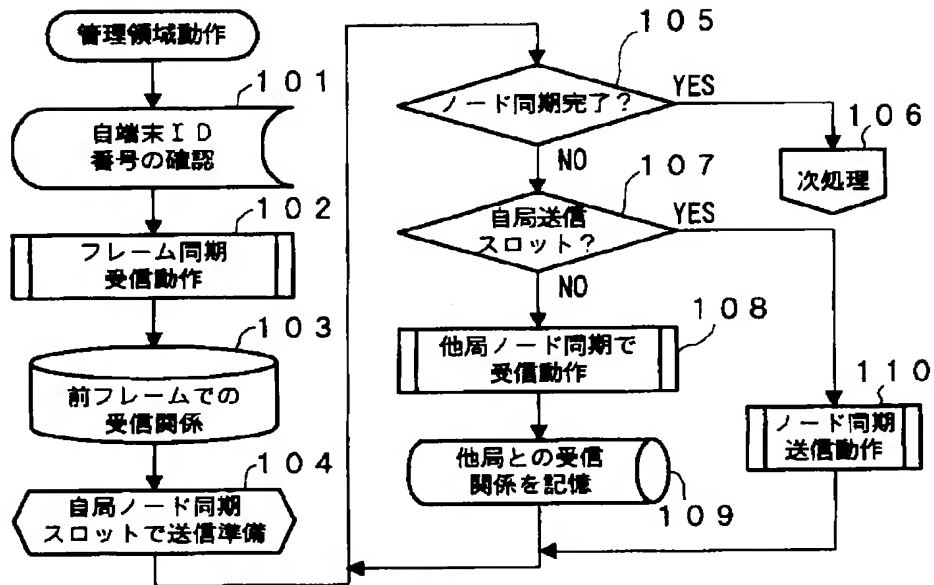 管理領域動作
101
自端末ID
番号の確認
102
フレーム同期
受信動作
103
前フレームでの
受信関係
104
自局ノード同期
スロットで送信準備
105
ノード同期完了?
YES
NO
106
次処理
107
自局送信
スロット?
YES
NO
108
他局ノード同期で
受信動作
他局との受信
関係を記憶
109
110
ノード同期
送信動作